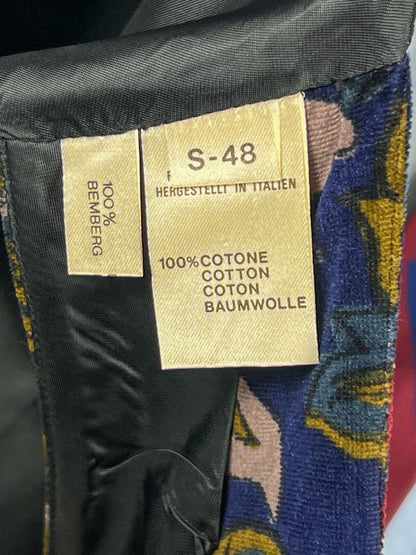 100%
BEMBERG
S-48
HERGESTELLT IN ITALIEN
100% COTONE
COTTON
COTON
BAUMWOLLE